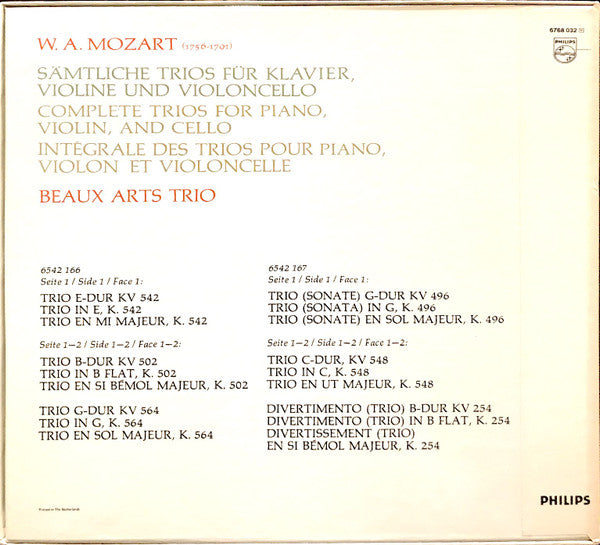 6768 032
PHILIPS
W. A. MOZART (1756-1791)
SÄMTLICHE TRIOS FÜR KLAVIER,
VIOLINE UND VIOLONCELLO
COMPLETE TRIOS FOR PIANO,
VIOLIN, AND CELLO
INTÉGRALE DES TRIOS POUR PIANO,
VIOLON ET VIOLONCELLE
BEAUX ARTS TRIO
6542 166
Seite 1 / Side 1 / Face 1:
TRIO E-DUR KV 542
TRIO IN E, K. 542
TRIO EN MI MAJEUR, K. 542
Seite 1–2 / Side 1–2 / Face 1–2:
TRIO B-DUR KV 502
TRIO IN B FLAT, K. 502
TRIO EN SI BÉMOL MAJEUR, K. 502
TRIO G-DUR KV 564
TRIO IN G, K. 564
TRIO EN SOL MAJEUR, K. 564
6542 167
Seite 1 / Side 1 / Face 1:
TRIO (SONATE) G-DUR KV 496
TRIO (SONATA) IN G, K. 496
TRIO (SONATE) EN SOL MAJEUR, K. 496
Seite 1–2 / Side 1–2 / Face 1–2:
TRIO C-DUR, KV 548
TRIO IN C, K. 548
TRIO EN UT MAJEUR, K. 548
DIVERTIMENTO (TRIO) B-DUR KV 254
DIVERTIMENTO (TRIO) IN B FLAT, K. 254
DIVERTISSEMENT (TRIO)
EN SI BÉMOL MAJEUR, K. 254
Printed in The Netherlands
PHILIPS